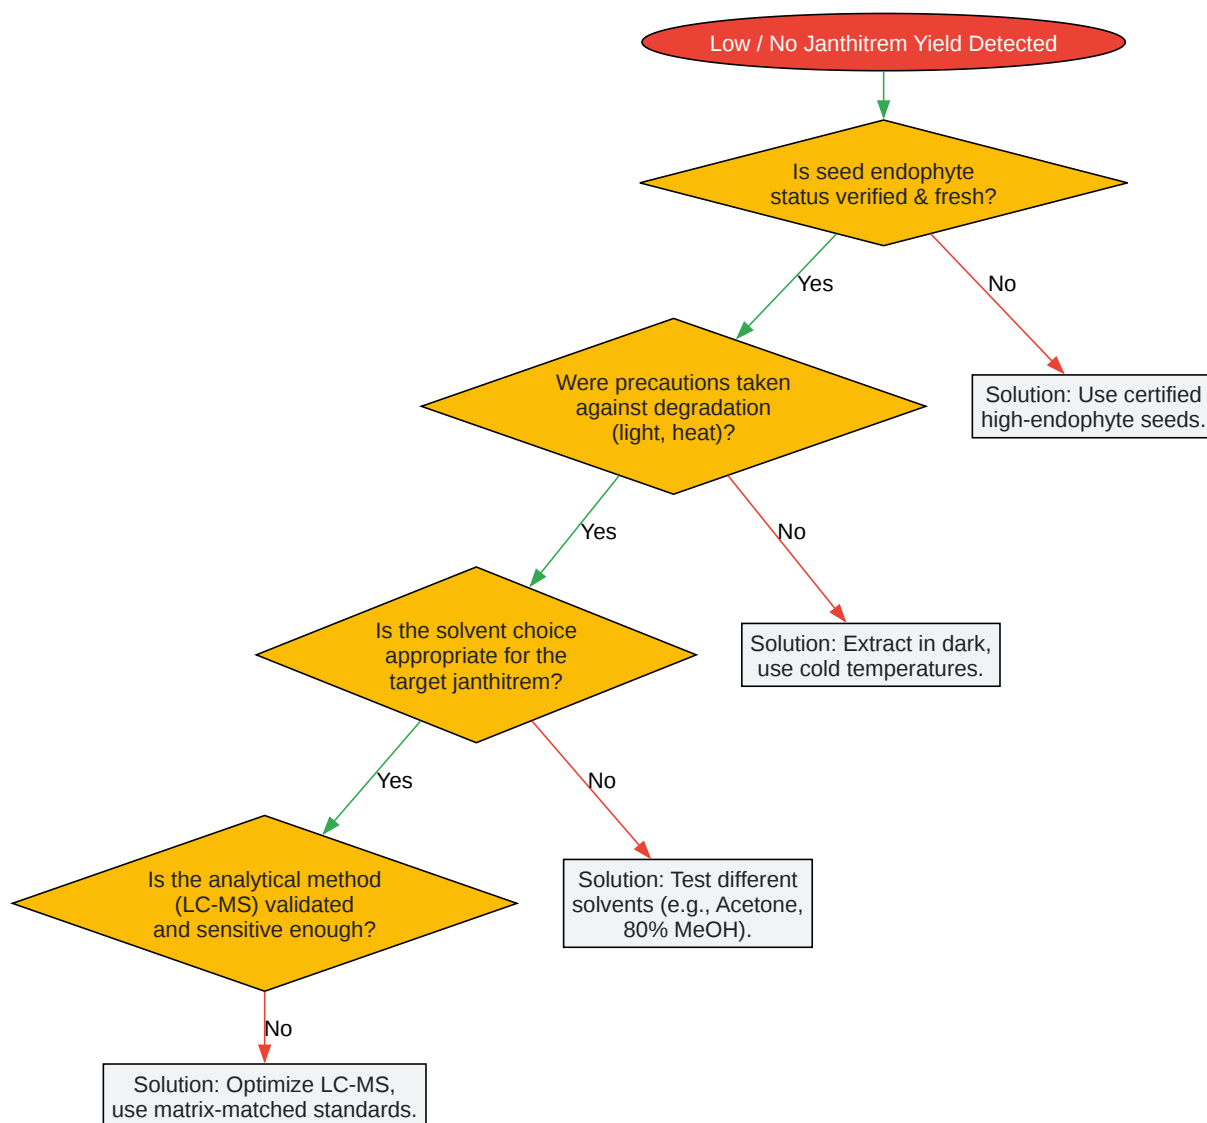 Low / No Janthitrem Yield Detected
Is seed endophyte
status verified & fresh?
Yes
No
Were precautions taken
against degradation
(light, heat)?
Solution: Use certified
high-endophyte seeds.
Yes
No
Is the solvent choice
appropriate for the
target janthitrem?
Solution: Extract in dark,
use cold temperatures.
Yes
No
Is the analytical method
(LC-MS) validated
and sensitive enough?
Solution: Test different
solvents (e.g., Acetone,
80% MeOH).
No
Solution: Optimize LC-MS,
use matrix-matched standards.